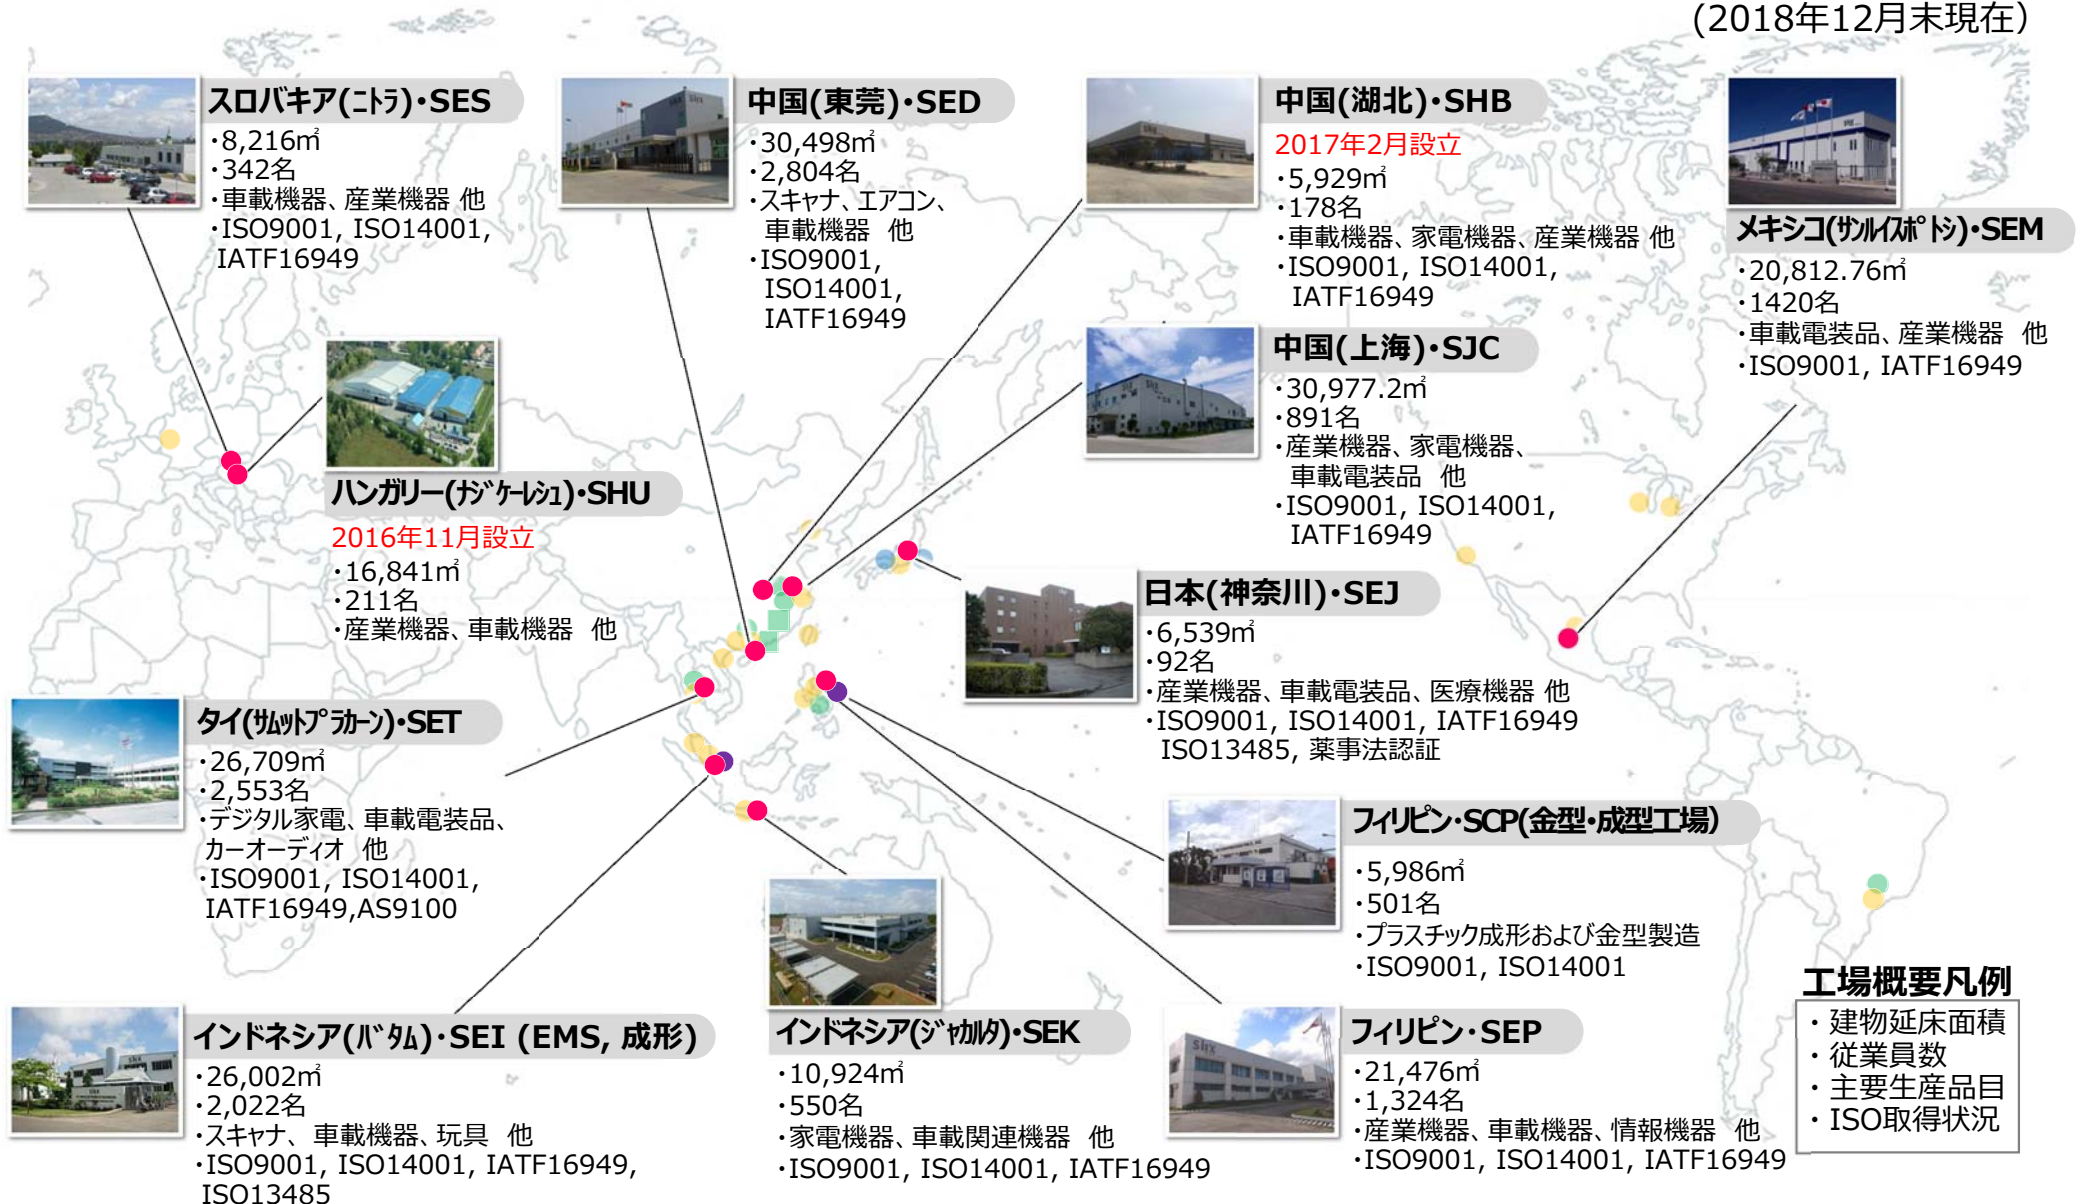 (2018年12月末現在)
スロバキア(ニトラ)・SES
・8,216㎡
・342名
・車載機器、産業機器 他
・ISO9001, ISO14001,
IATF16949
中国(東莞)・SED
・30,498㎡
・2,804名
・スキャナ、エアコン、
車載機器 他
・ISO9001,
ISO14001,
IATF16949
中国(湖北)・SHB
2017年2月設立
・5,929㎡
・178名
・車載機器、家電機器、産業機器 他
・ISO9001, ISO14001,
IATF16949
メキシコ(サンルイスポトシ)・SEM
・20,812.76㎡
・1420名
・車載電装品、産業機器 他
・ISO9001, IATF16949
ハンガリー(ナジケーレシュ)・SHU
2016年11月設立
・16,841㎡
・211名
・産業機器、車載機器 他
中国(上海)・SJC
・30,977.2㎡
・891名
・産業機器、家電機器、
車載電装品 他
・ISO9001, ISO14001,
IATF16949
日本(神奈川)・SEJ
・6,539㎡
・92名
・産業機器、車載電装品、医療機器 他
・ISO9001, ISO14001, IATF16949
ISO13485, 薬事法認証
タイ(サムットプラカーン)・SET
・26,709㎡
・2,553名
・デジタル家電、車載電装品、
カーオーディオ 他
・ISO9001, ISO14001,
IATF16949,AS9100
フィリピン・SCP(金型・成型工場)
・5,986㎡
・501名
・プラスチック成形および金型製造
・ISO9001, ISO14001
インドネシア(バタム)・SEI (EMS, 成形)
・26,002㎡
・2,022名
・スキャナ、 車載機器、玩具 他
・ISO9001, ISO14001, IATF16949,
ISO13485
インドネシア(ジャカルタ)・SEK
・10,924㎡
・550名
・家電機器、車載関連機器 他
・ISO9001, ISO14001, IATF16949
フィリピン・SEP
・21,476㎡
・1,324名
・産業機器、車載機器、情報機器 他
・ISO9001, ISO14001, IATF16949
工場概要凡例
・建物延床面積
・従業員数
・主要生産品目
・ISO取得状況